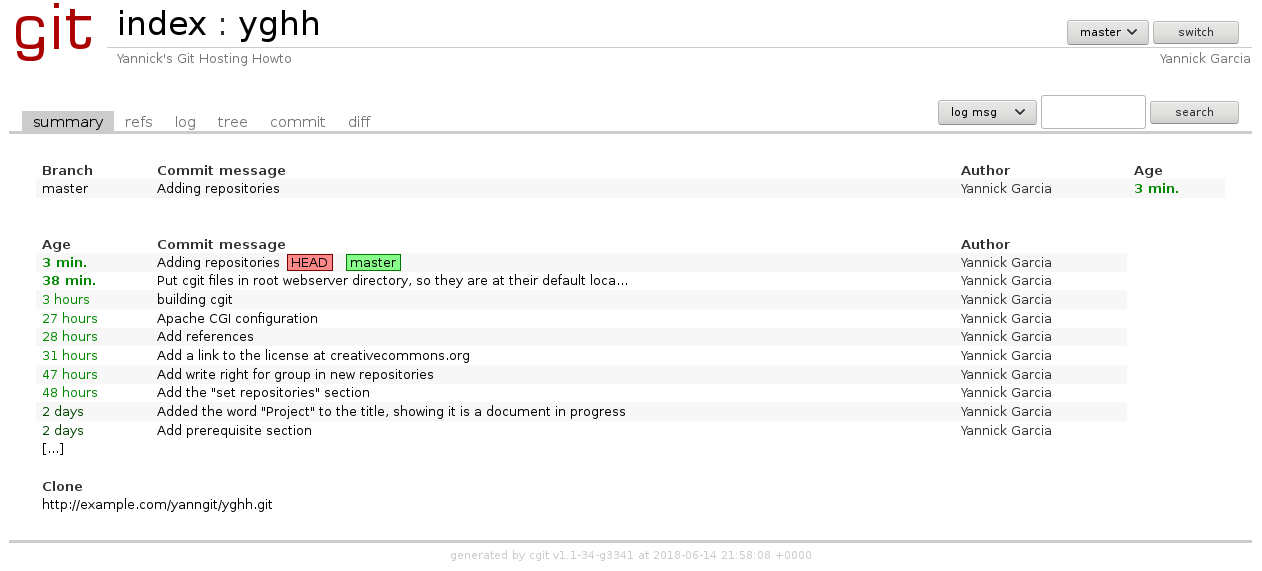 git
index : yghh
master switch
Yannick's Git Hosting Howto Yannick Garcia
summary refs log tree commit diff log msg search
Branch Commit message Author Age
master Adding repositories Yannick Garcia 3 min.
Age Commit message Author
3 min. Adding repositories HEAD master Yannick Garcia
38 min. Put cgit files in root webserver directory, so they are at their default loca... Yannick Garcia
3 hours building cgit Yannick Garcia
27 hours Apache CGI configuration Yannick Garcia
28 hours Add references Yannick Garcia
31 hours Add a link to the license at creativecommons.org Yannick Garcia
47 hours Add write right for group in new repositories Yannick Garcia
48 hours Add the "set repositories" section Yannick Garcia
2 days Added the word "Project" to the title, showing it is a document in progress Yannick Garcia
2 days Add prerequisite section Yannick Garcia
[...]
Clone
http://example.com/yanngit/yghh.git
generated by cgit v1.1-34-g3341 at 2018-06-14 21:58:08 +0000